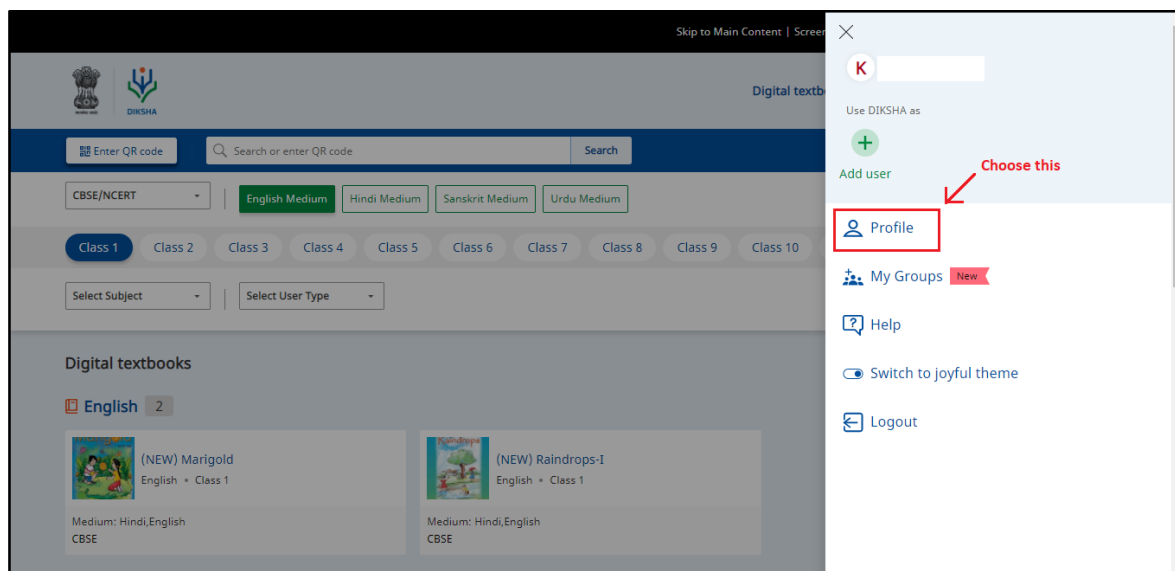 Skip to Main Content | Screen
DIKSHA
Digital textb
Enter QR code
Search or enter QR code
Search
CBSE/NCERT
English Medium
Hindi Medium
Sanskrit Medium
Urdu Medium
Class 1
Class 2
Class 3
Class 4
Class 5
Class 6
Class 7
Class 8
Class 9
Class 10
Select Subject
Select User Type
Digital textbooks
English 2
(NEW) Marigold
English • Class 1
Medium: Hindi,English
CBSE
Raindrops
(NEW) Raindrops-I
English • Class 1
Medium: Hindi,English
CBSE
K
Use DIKSHA as
Add user
Choose this
Profile
My Groups New
Help
Switch to joyful theme
Logout